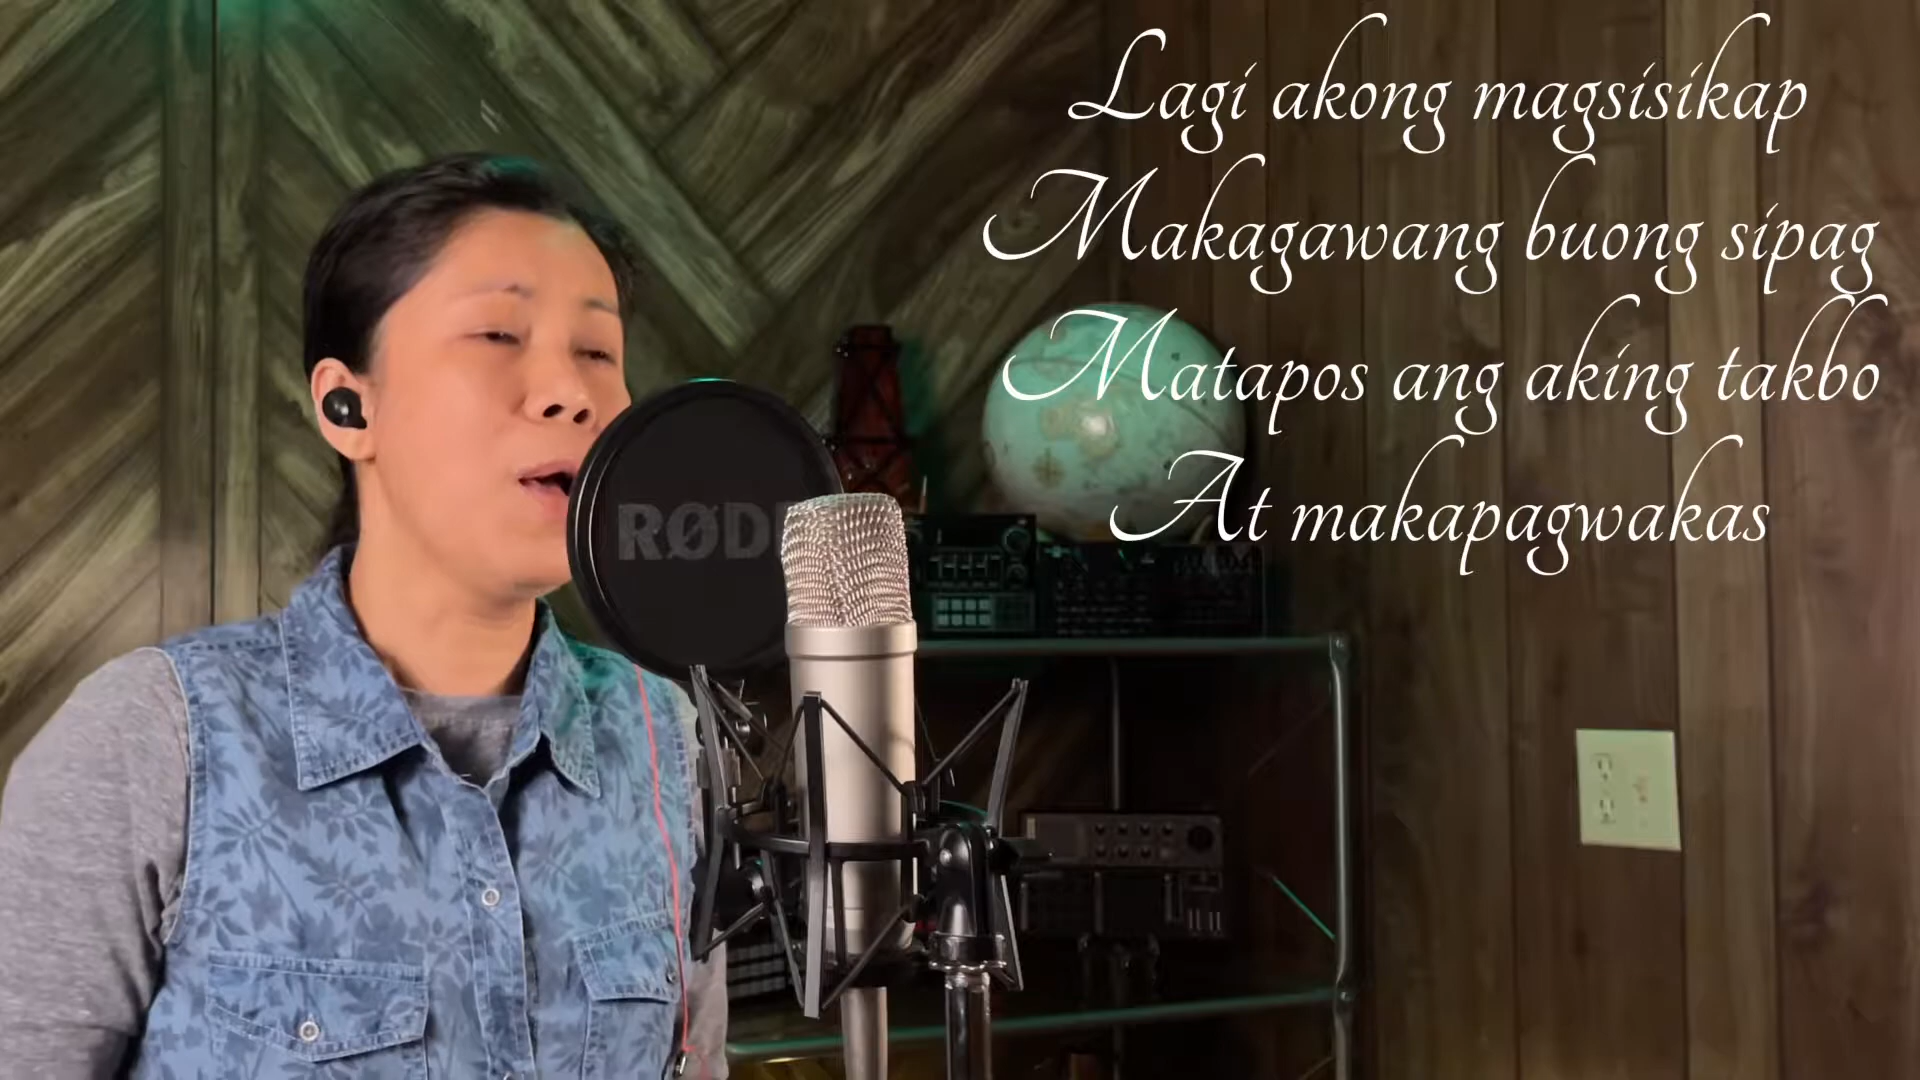 Lagi akong magsisikap
Makagawang buong sipag
Matapos ang aking takbo
At makapagwakas
RØDE